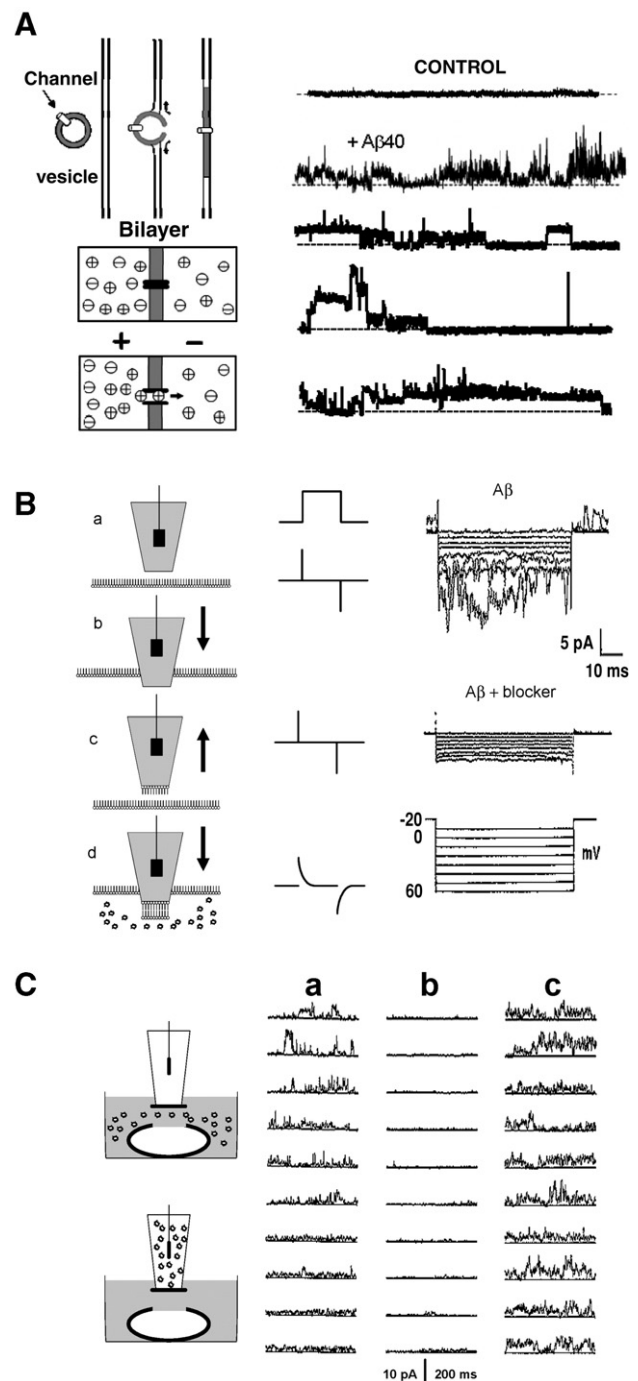 A
Channel
vesicle
Bilayer
+ −
CONTROL
+ Aβ40
B
a
b
c
d
Aβ
5 pA
10 ms
Aβ + blocker
-20
0
mV
60
C
a b c
10 pA 200 ms